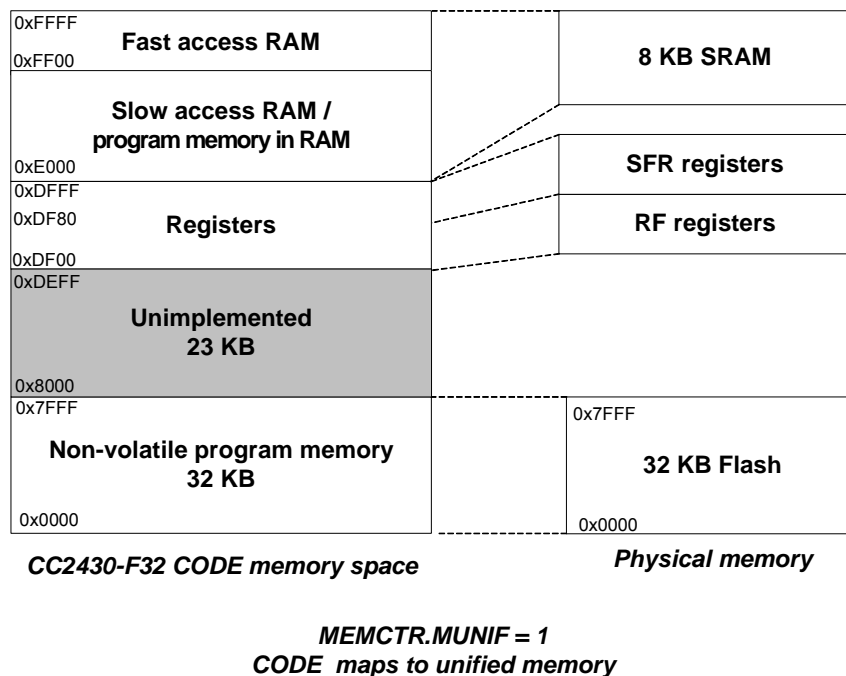 0xFFFF
Fast access RAM
0xFF00
8 KB SRAM
Slow access RAM /
program memory in RAM
0xE000
SFR registers
0xDFFF
0xDF80
Registers
RF registers
0xDF00
0xDEFF
Unimplemented
23 KB
0x8000
0x7FFF
Non-volatile program memory
32 KB
0x0000
0x7FFF
32 KB Flash
0x0000
CC2430-F32 CODE memory space
Physical memory
MEMCTR.MUNIF = 1
CODE maps to unified memory